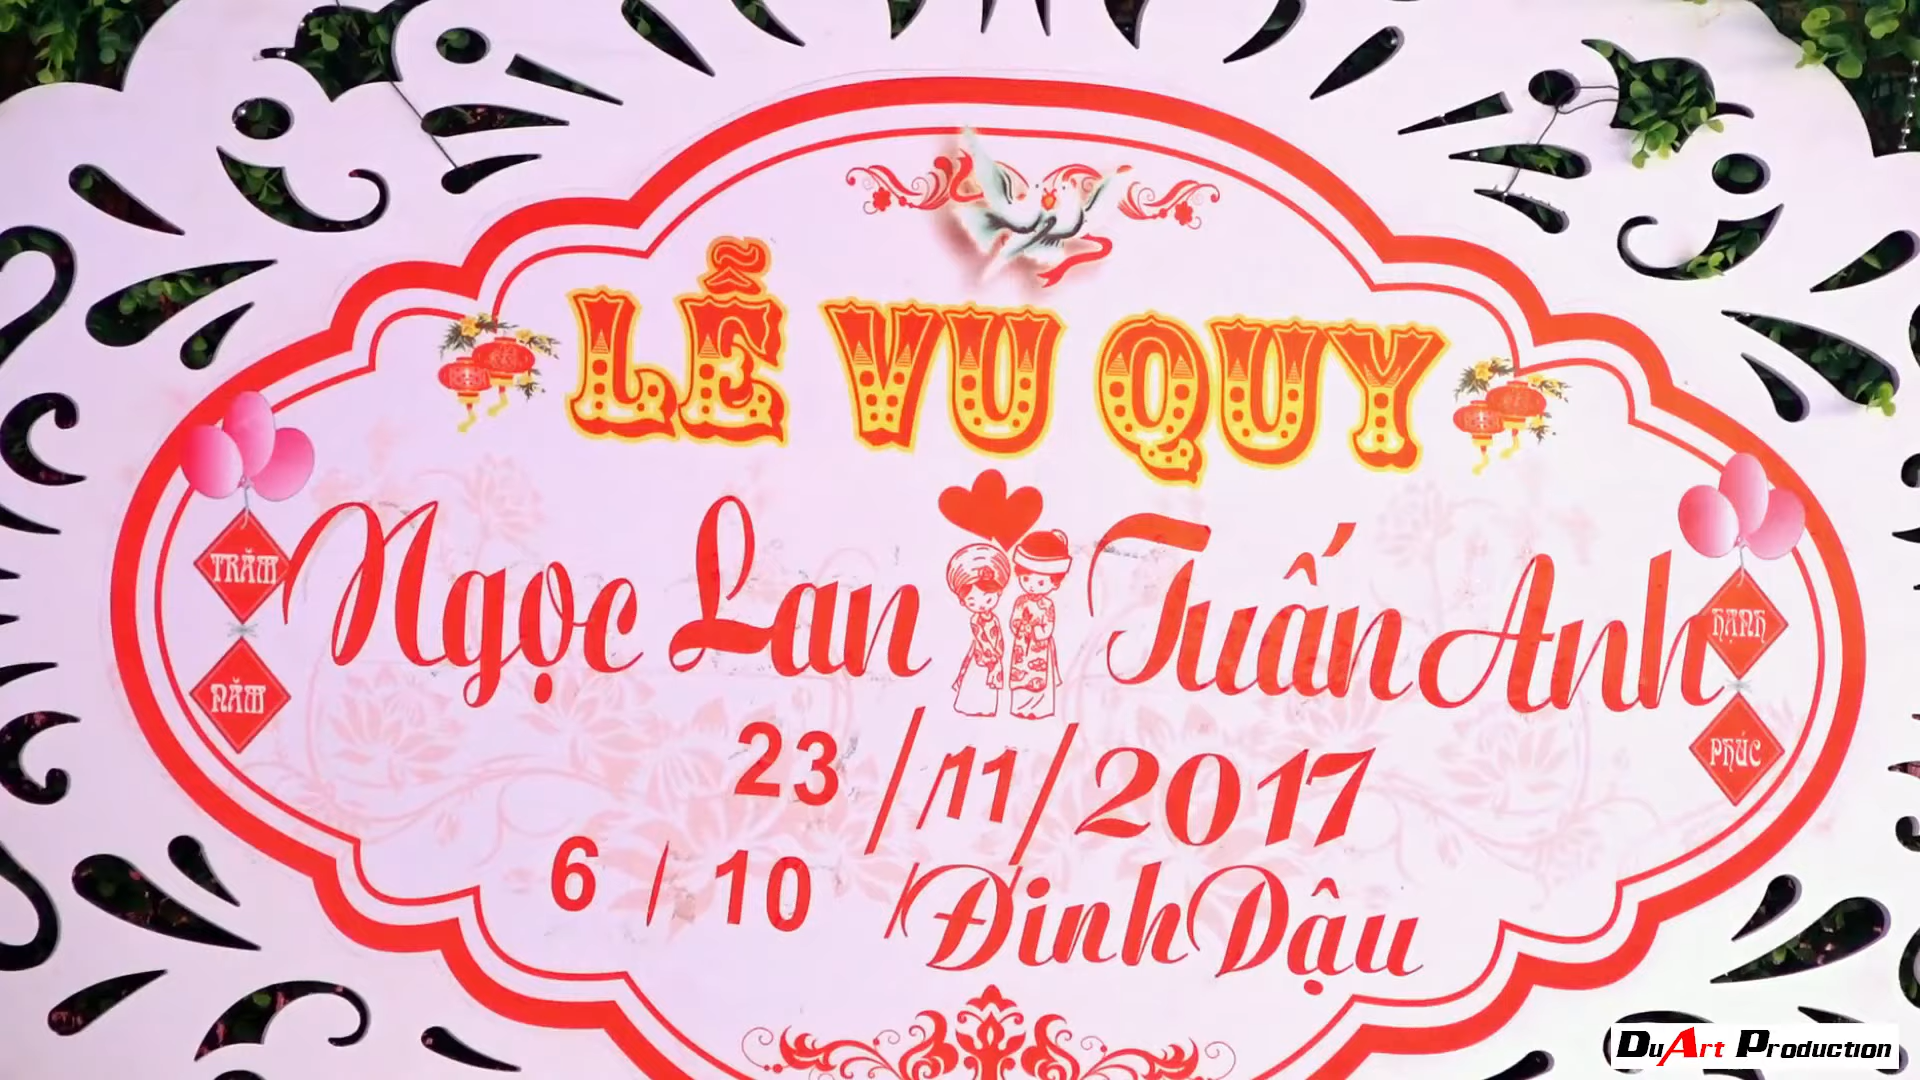 LỄ VU QUY
Ngọc Lan Tuấn Anh
TRĂM
NĂM
HẠNH
PHÚC
23/11/2017
6/10/Đinh Dậu
DuArt Production